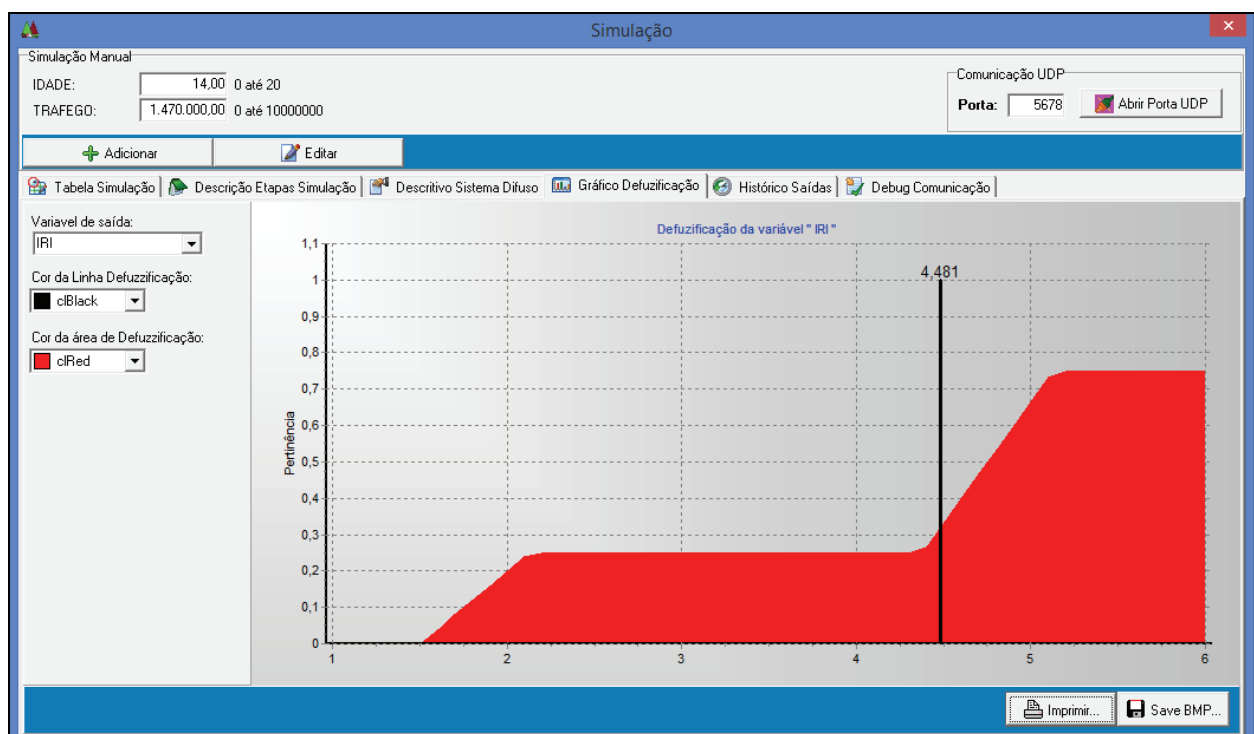 Simulação
Simulação Manual
IDADE: 14,00 0 até 20
TRAFEGO: 1.470.000,00 0 até 10000000
Comunicação UDP
Porta: 5678 Abrir Porta UDP
Adicionar Editar
Tabela Simulação Descrição Etapas Simulação Descritivo Sistema Difuso Gráfico Defuzificação Histórico Saídas Debug Comunicação
Variavel de saída:
IRI
Cor da Linha Defuzzificação:
clBlack
Cor da área de Defuzzificação:
clRed
Defuzificação da variável " IRI "
4,481
Pertinência
1,1
1
0,9
0,8
0,7
0,6
0,5
0,4
0,3
0,2
0,1
0
1 2 3 4 5 6
Imprimir... Save BMP...